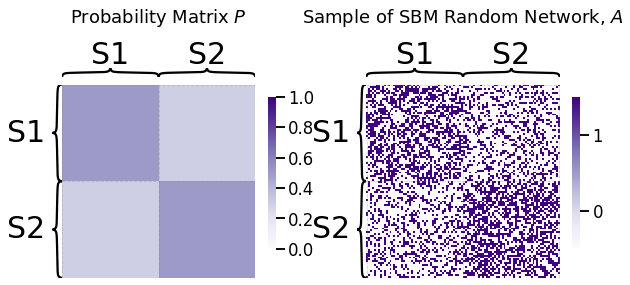 Probability Matrix P
S1 S2
S1
S2
1.0
0.8
0.6
0.4
0.2
0.0
Sample of SBM Random Network, A
S1 S2
S1
S2
1
0